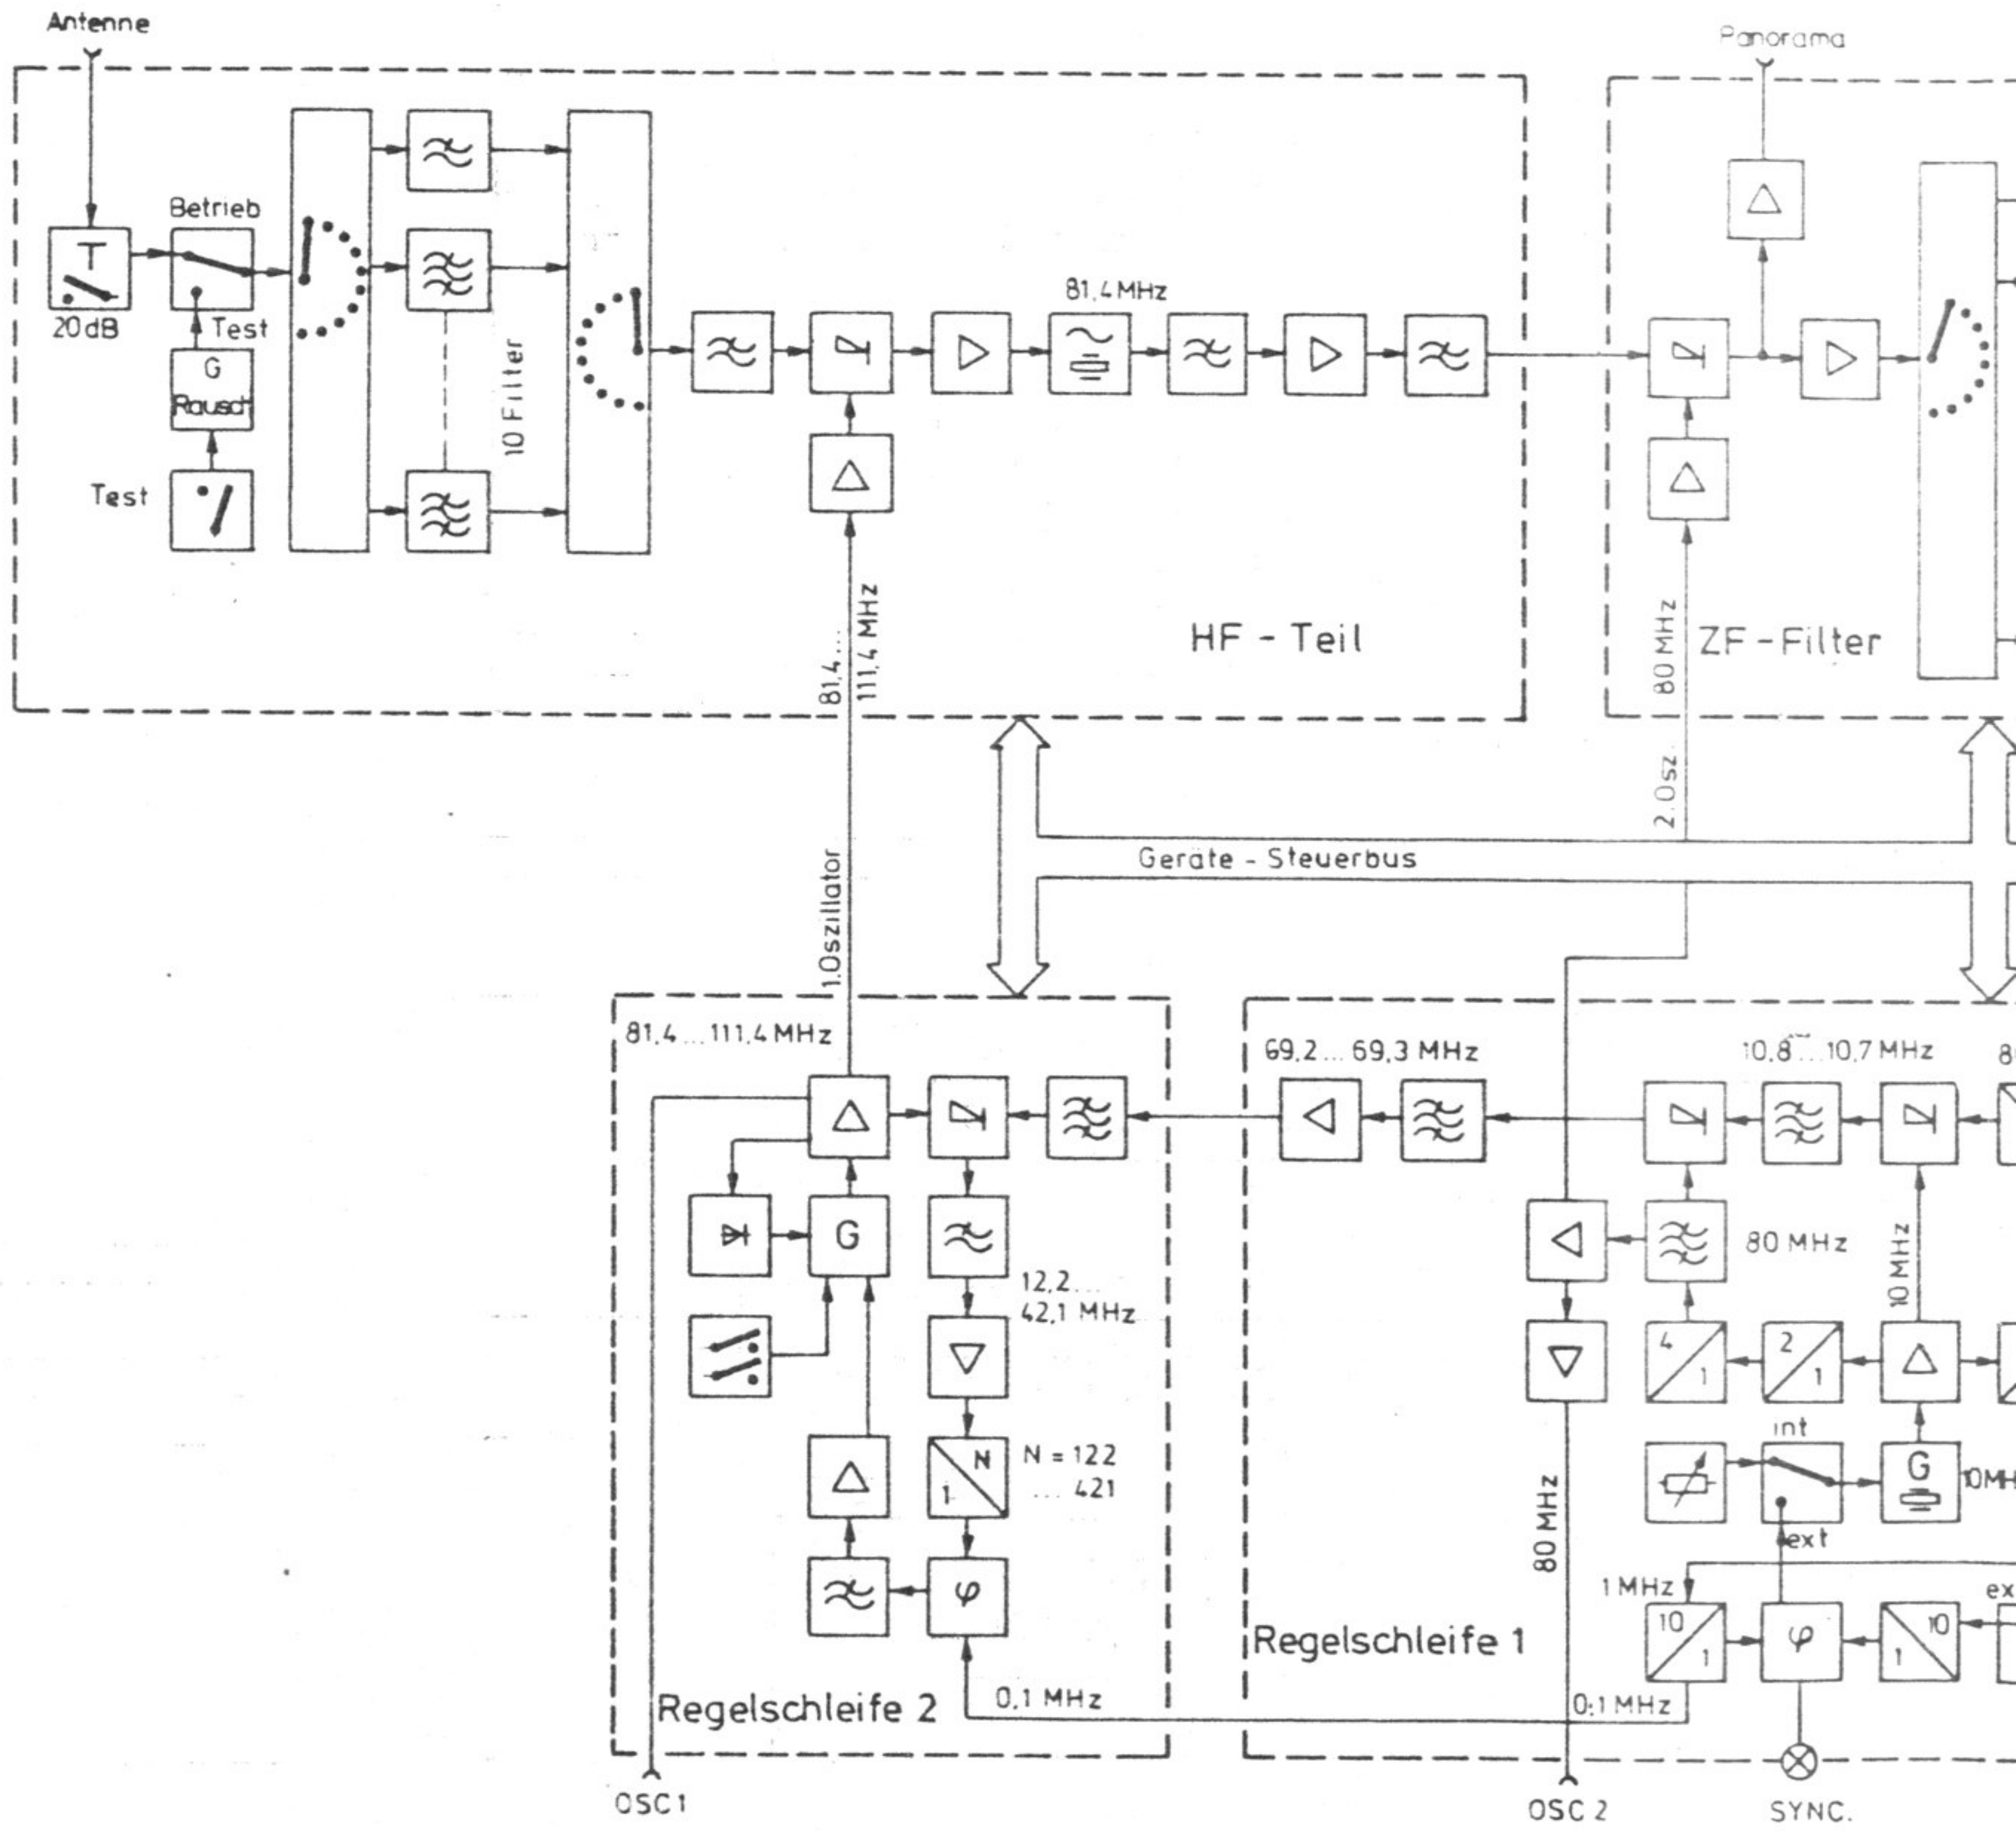 Antenne
Panorama
Betrieb
T
20dB
Test
G
Rausch
Test
10 Filter
81,4 MHz
81,4...
111,4 MHz
HF - Teil
80 MHz
ZF - Filter
2.Osz.
Geräte - Steuerbus
1.Oszillator
81,4...111,4 MHz
69,2...69,3 MHz
10,8...10,7 MHz
G
12,2...
42,1 MHz
80 MHz
10 MHz
4
1
2
1
int
N
1
N = 122
... 421
80 MHz
G
ext
φ
1 MHz
10
1
φ
10
1
Regelschleife 1
Regelschleife 2
0,1 MHz
0,1 MHz
OSC 1
OSC 2
SYNC.